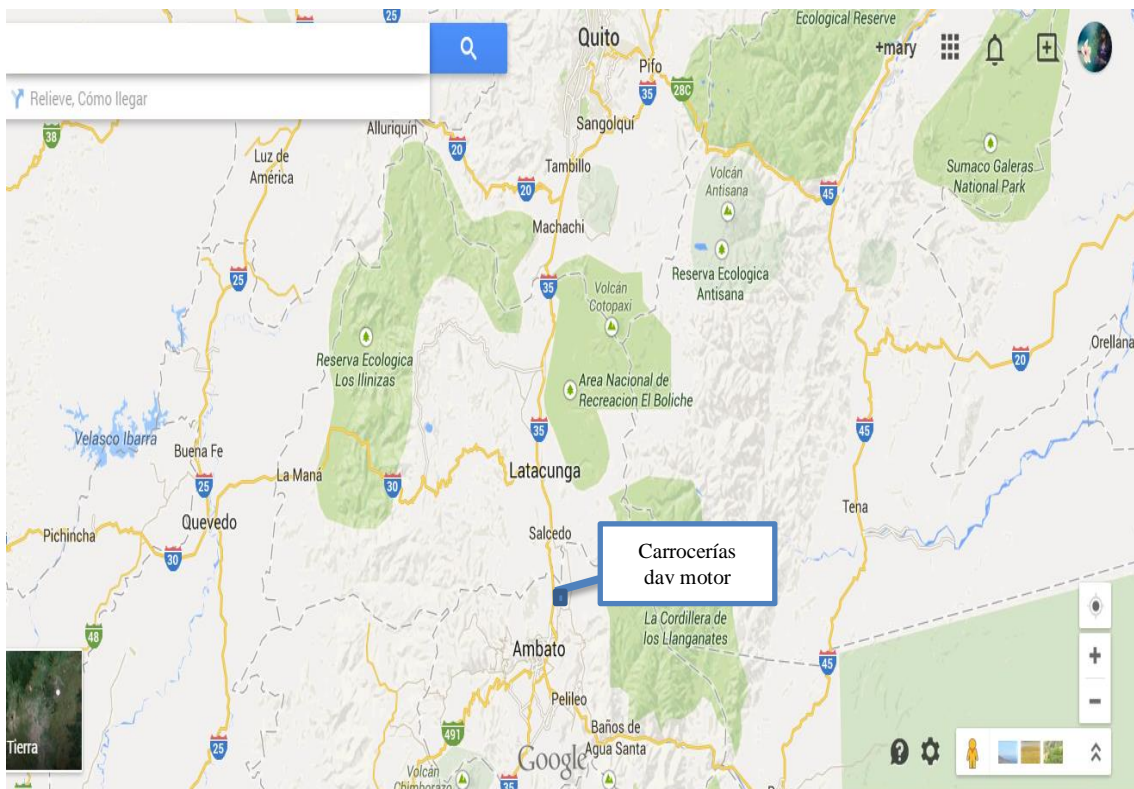 25
Quito
Ecological Reserve
+mary
Relieve, Cómo llegar
Pifo
35
28C
38
Alluriquín
Sangolquí
Luz de
América
20
Tambillo
20
Volcán
Antisana
45
Sumaco Galeras
National Park
Machachi
25
35
Volcán
Cotopaxi
Reserva Ecologica
Antisana
Reserva Ecologica
Los Ilinizas
20
Orellana
Area Nacional de
Recreacion El Boliche
35
45
Velasco Ibarra
Buena Fe
La Maná
Latacunga
25
30
Quevedo
Tena
Pichincha
Salcedo
30
Carrocerías
dav motor
La Cordillera de
los Llanganates
48
Ambato
45
Pelileo
491
25
Baños de
Agua Santa
Google
Tierra
Volcán
Chimborazo
35